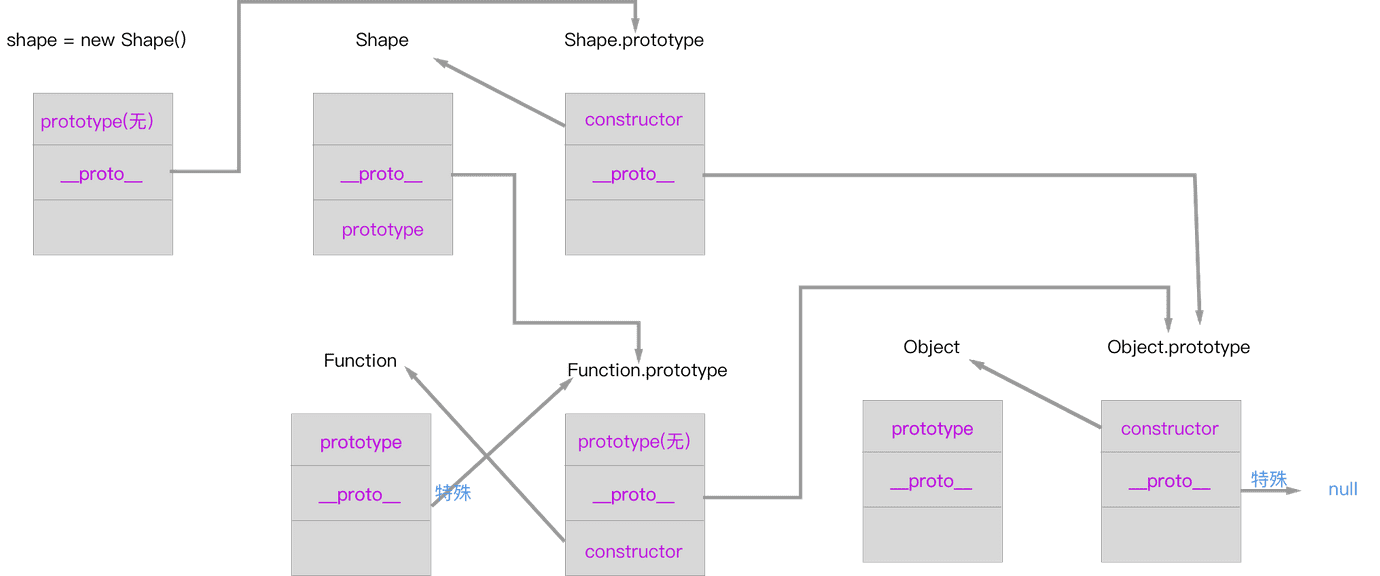 shape = new Shape()
Shape
Shape.prototype
prototype(无)
__proto__
__proto__
prototype
constructor
__proto__
Function
Function.prototype
prototype
__proto__
特殊
prototype(无)
__proto__
constructor
Object
Object.prototype
prototype
__proto__
constructor
__proto__
特殊
null